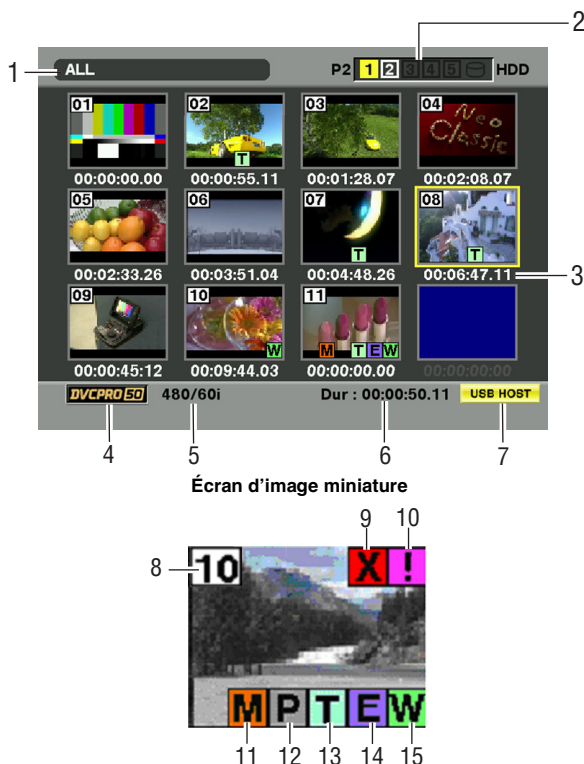 2
1
ALL
P2 1 2 3 4 5 HDD
01 02 03 04
Neo Classic
T
00:00:00.00 00:00:55.11 00:01:28.07 00:02:08.07
05 06 07 08
T T
00:02:33.26 00:03:51.04 00:04:48.26 00:06:47.11
3
09 10 11
W M T E W
00:00:45:12 00:09:44.03 00:00:00.00 00:00:00:00
DVCPRO 50 480/60i Dur : 00:00:50.11 USB HOST
4 5 6 7
Écran d'image miniature
9 10
8
10 X !
M P T E W
11 12 13 14 15